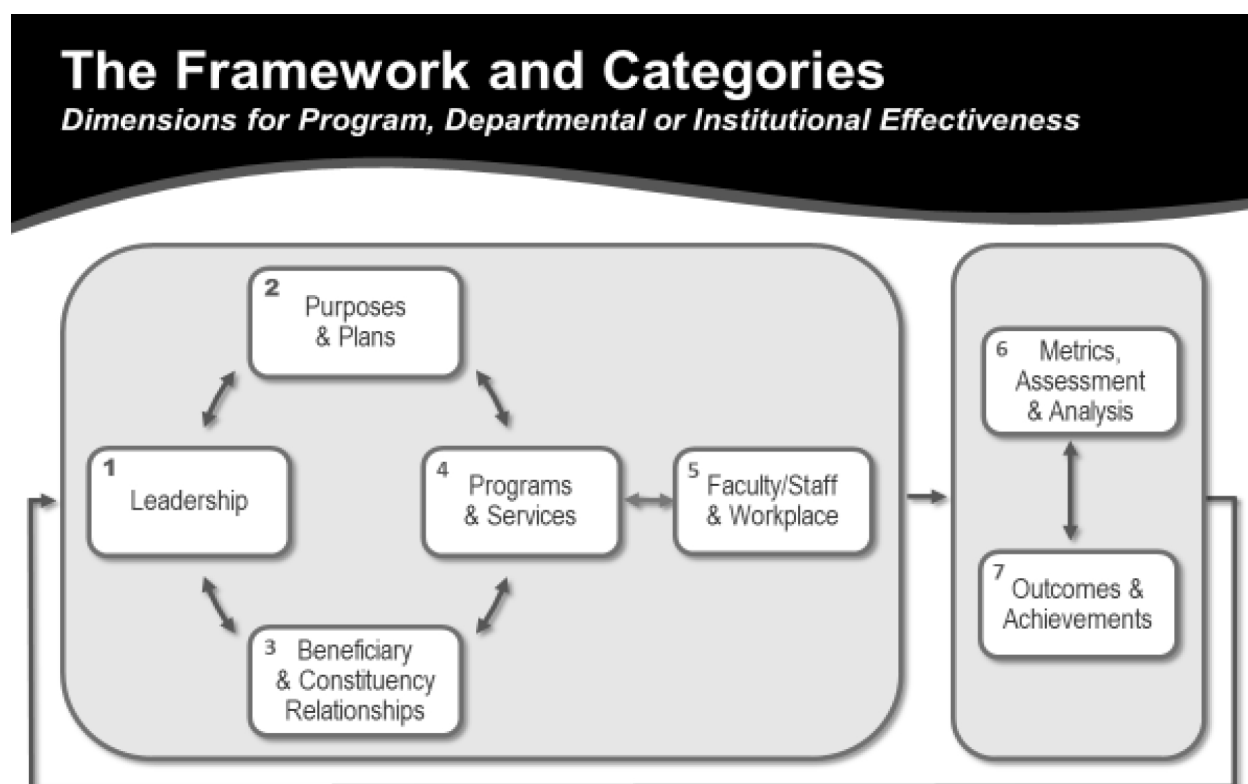 The Framework and Categories
Dimensions for Program, Departmental or Institutional Effectiveness
2
Purposes
& Plans
1
Leadership
4
Programs
& Services
5
Faculty/Staff
& Workplace
3
Beneficiary
& Constituency
Relationships
6
Metrics,
Assessment
& Analysis
7
Outcomes &
Achievements